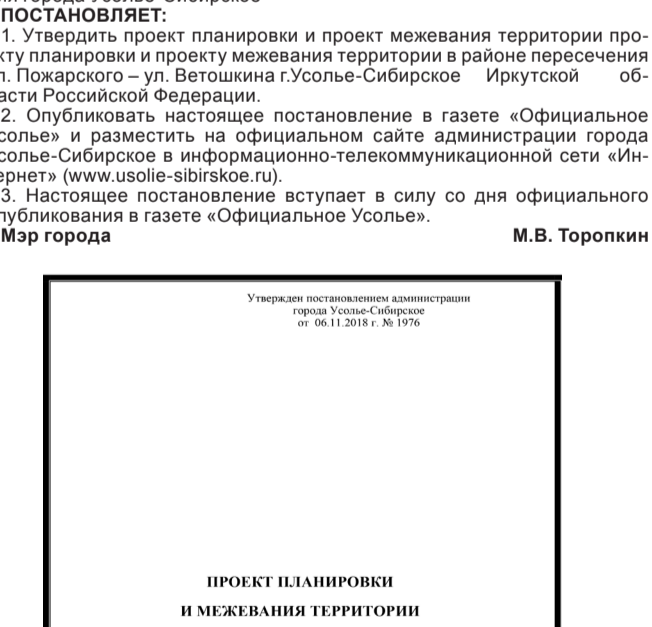 ПОСТАНОВЛЯЕТ:
1. Утвердить проект планировки и проект межевания территории про-
кту планировки и проекту межевания территории в районе пересечения
л. Пожарского – ул. Ветошкина г.Усолье-Сибирское Иркутской об-
асти Российской Федерации.
2. Опубликовать настоящее постановление в газете «Официальное
солье» и разместить на официальном сайте администрации города
солье-Сибирское в информационно-телекоммуникационной сети «Ин-
ернет» (www.usolie-sibirskoe.ru).
3. Настоящее постановление вступает в силу со дня официального
публикования в газете «Официальное Усолье».
Мэр города М.В. Торопкин
Утвержден постановлением администрации
города Усолье-Сибирское
от 06.11.2018 г. № 1976
ПРОЕКТ ПЛАНИРОВКИ
И МЕЖЕВАНИЯ ТЕРРИТОРИИ